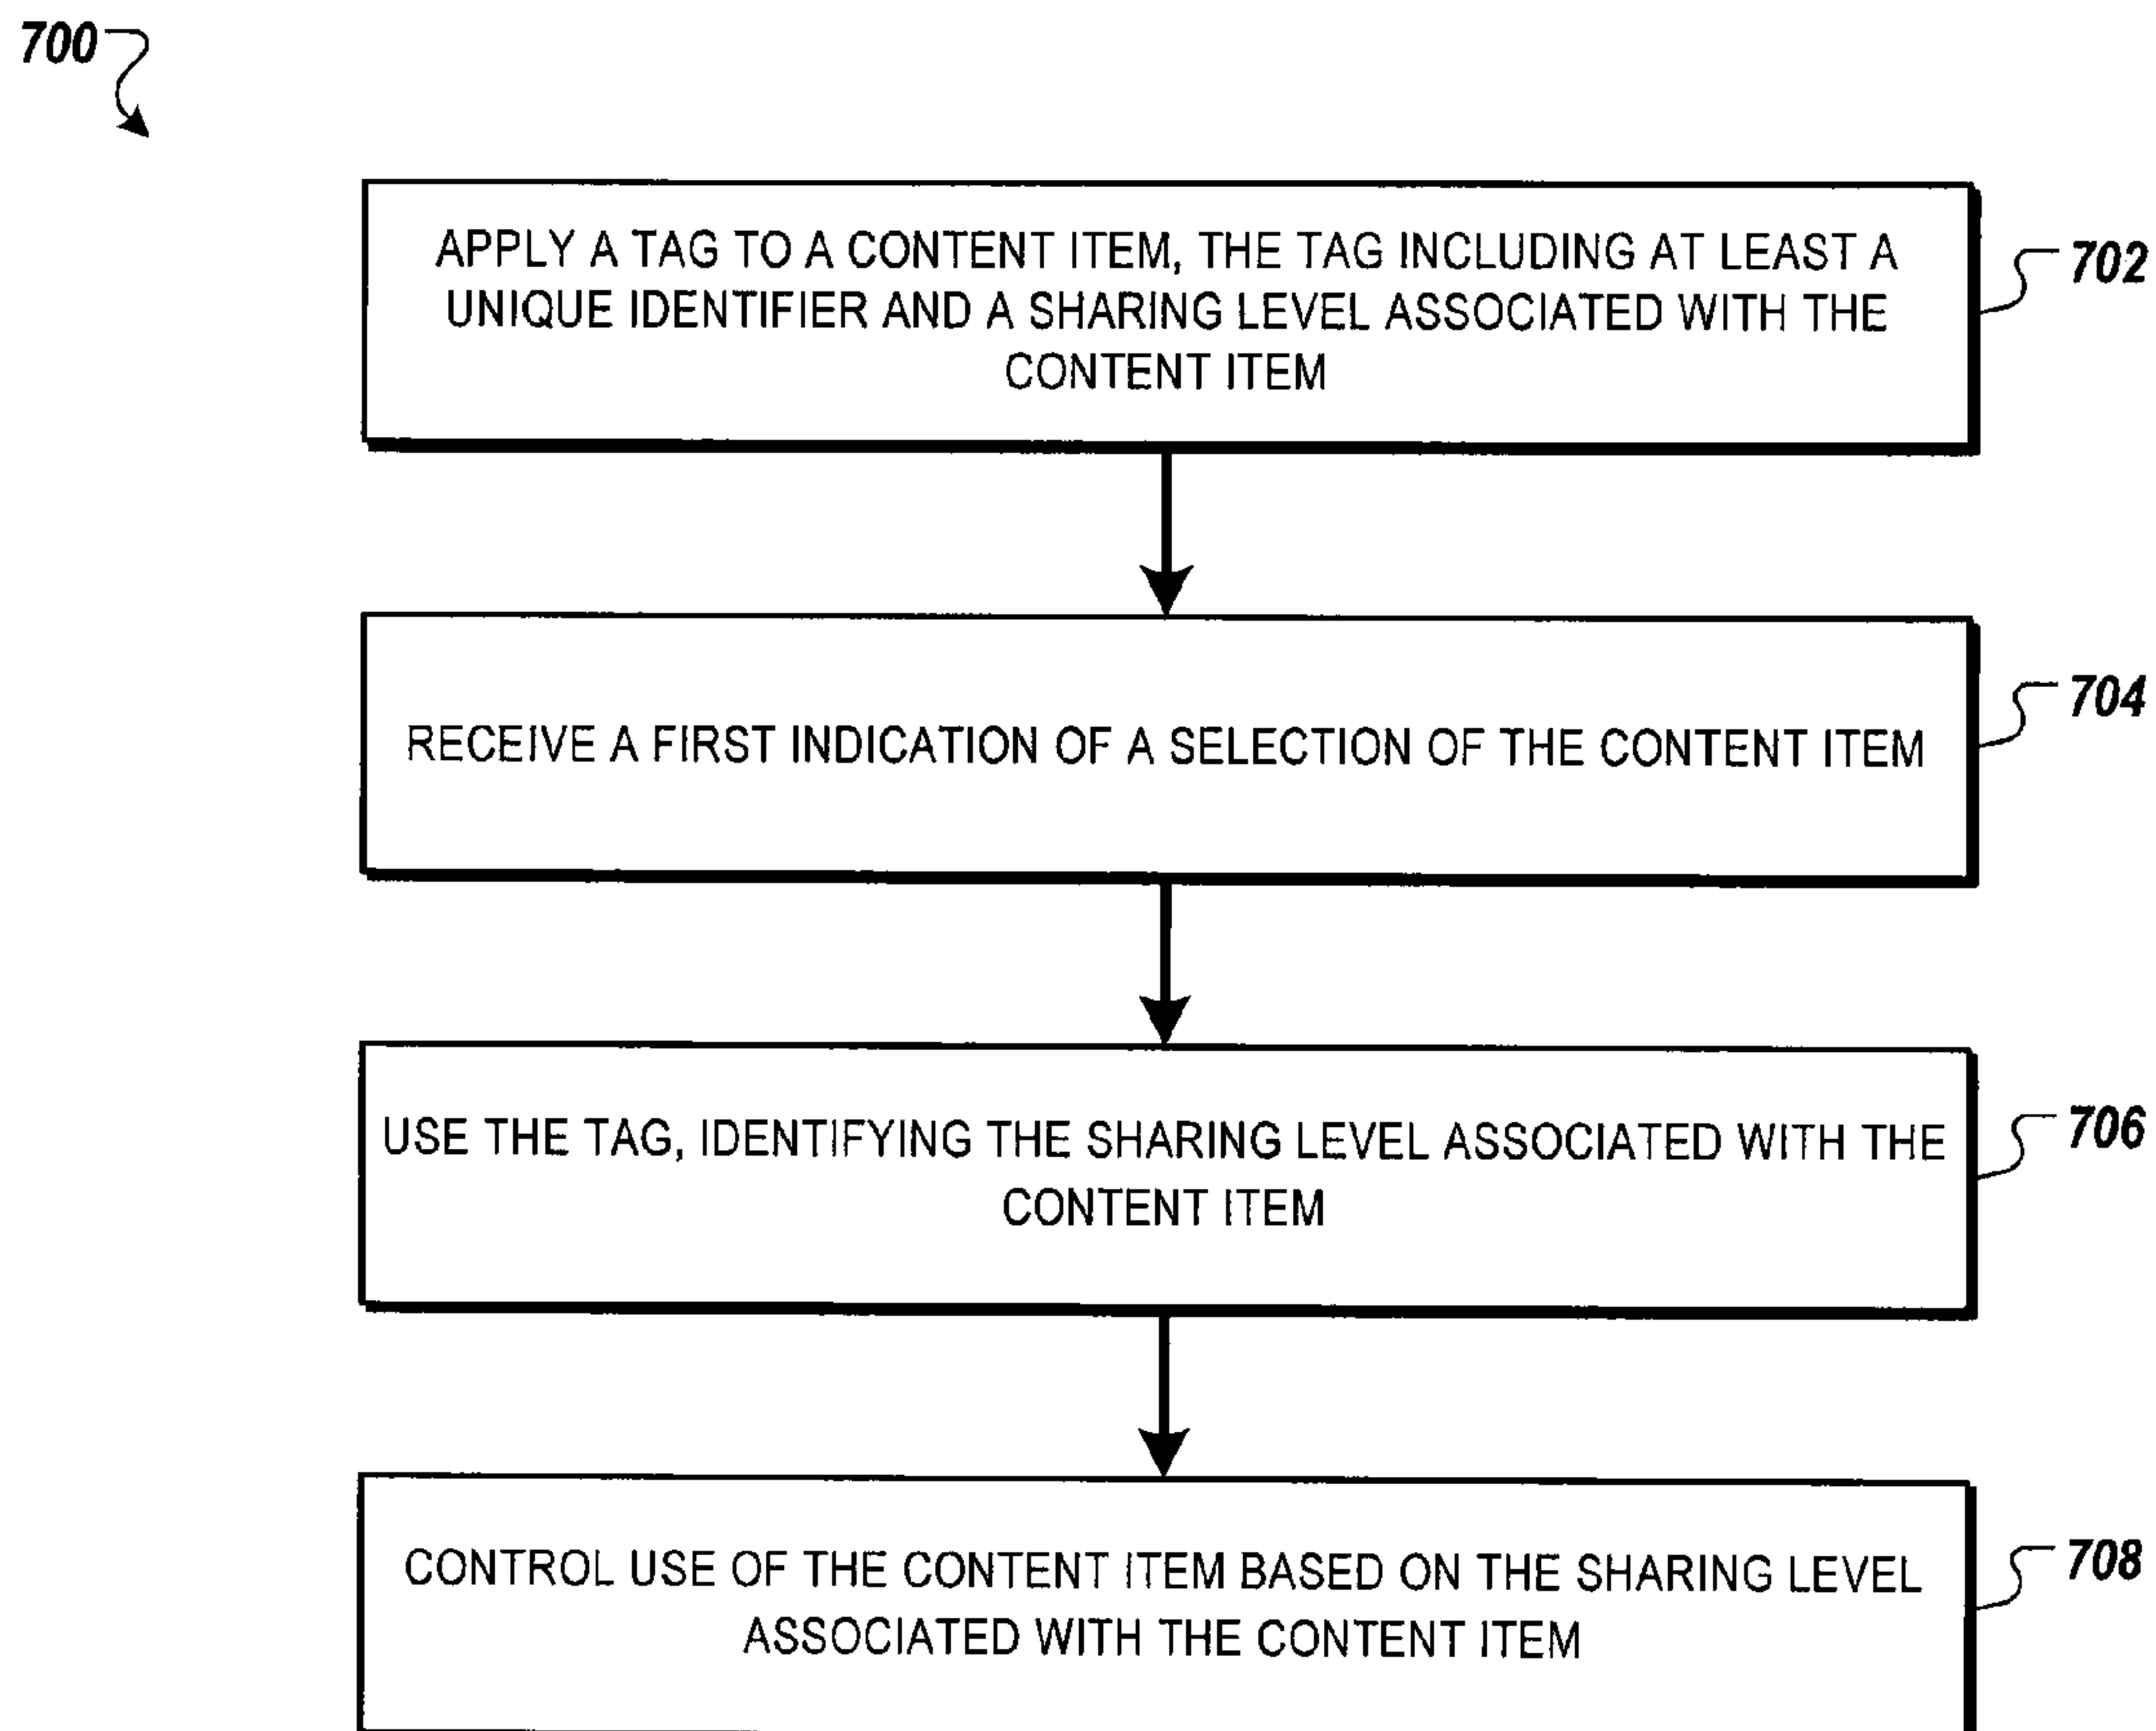 700
APPLY A TAG TO A CONTENT ITEM, THE TAG INCLUDING AT LEAST A
UNIQUE IDENTIFIER AND A SHARING LEVEL ASSOCIATED WITH THE
CONTENT ITEM
702
RECEIVE A FIRST INDICATION OF A SELECTION OF THE CONTENT ITEM
704
USE THE TAG, IDENTIFYING THE SHARING LEVEL ASSOCIATED WITH THE
CONTENT ITEM
706
CONTROL USE OF THE CONTENT ITEM BASED ON THE SHARING LEVEL
ASSOCIATED WITH THE CONTENT ITEM
708